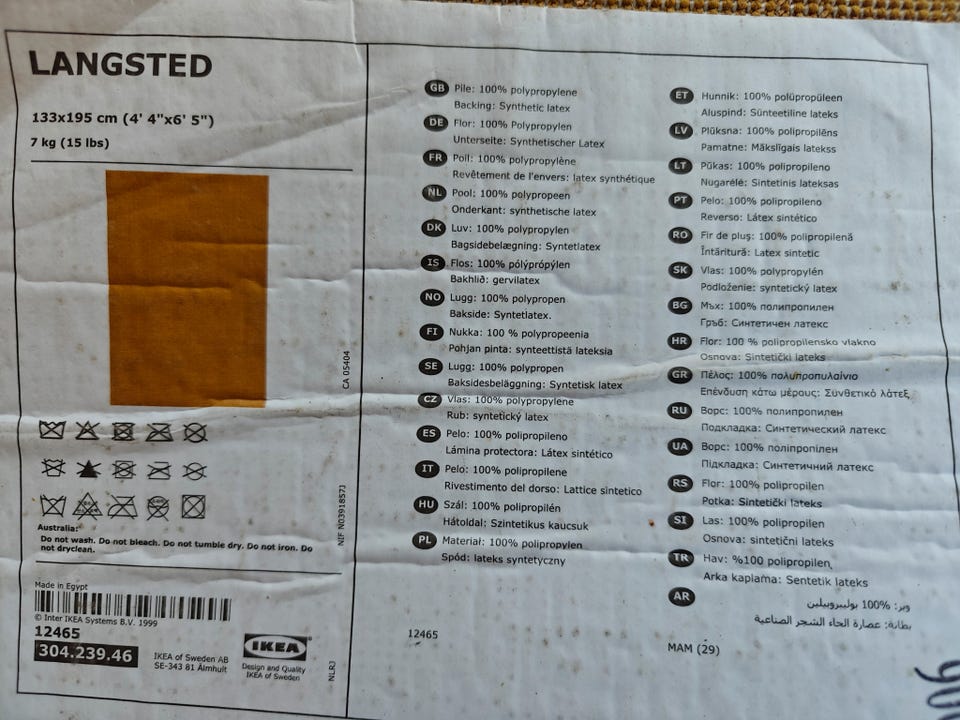 LANGSTED
133x195 cm (4' 4"x6' 5")
7 kg (15 lbs)
CA 05404
NIF N0391857J
Australia:
Do not wash. Do not bleach. Do not tumble dry. Do not iron. Do
not dryclean.
Made in Egypt
© Inter IKEA Systems B.V. 1999
12465
304.239.46
IKEA of Sweden AB
SE-343 81 Älmhult
IKEA
Design and Quality
IKEA of Sweden
NLRJ
GB Pile: 100% polypropylene
Backing: Synthetic latex
DE Flor: 100% Polypropylen
Unterseite: Synthetischer Latex
FR Poil: 100% polypropylène
Revêtement de l'envers: latex synthétique
NL Pool: 100% polypropeen
Onderkant: synthetische latex
DK Luv: 100% polypropylen
Bagsidebelægning: Syntetlatex
IS Flos: 100% pólýprópýlen
Bakhlið: gervilatex
NO Lugg: 100% polypropen
Bakside: Syntetlatex.
FI Nukka: 100 % polypropeenia
Pohjan pinta: synteettistä lateksia
SE Lugg: 100% polypropen
Baksidesbeläggning: Syntetisk latex
CZ Vlas: 100% polypropylene
Rub: syntetický latex
ES Pelo: 100% polipropileno
Lámina protectora: Látex sintético
IT Pelo: 100% polipropilene
Rivestimento del dorso: Lattice sintetico
HU Szál: 100% polipropilén
Hátoldal: Szintetikus kaucsuk
PL Materiał: 100% polipropylen
Spód: lateks syntetyczny
12465
ET Hunnik: 100% polüpropüleen
Aluspind: Sünteetiline lateks
LV Plūksna: 100% polipropilēns
Pamatne: Mākslīgais latekss
LT Pūkas: 100% polipropileno
Nugarėlė: Sintetinis lateksas
PT Pelo: 100% polipropileno
Reverso: Látex sintético
RO Fir de pluş: 100% polipropilenă
Întăritură: Latex sintetic
SK Vlas: 100% polypropylén
Podloženie: syntetický latex
BG Мъх: 100% полипропилен
Гръб: Синтетичен латекс
HR Flor: 100 % polipropilensko vlakno
Osnova: Sintetički lateks
GR Πέλος: 100% πολυπροπυλαίνιο
Επένδυση κάτω μέρους: Συνθετικό λάτεξ
RU Ворс: 100% полипропилен
Подкладка: Синтетический латекс
UA Ворс: 100% поліпропілен
Підкладка: Синтетичний латекс
RS Flor: 100% polipropilen
Potka: Sintetički lateks
SI Las: 100% polipropilen
Osnova: sintetični lateks
TR Hav: %100 polipropilen,
Arka kaplama: Sentetik lateks
AR وبر: %100 بوليبروبيلين
بطانة: عصارة لحاء الشجر الصناعية
MAM (29)